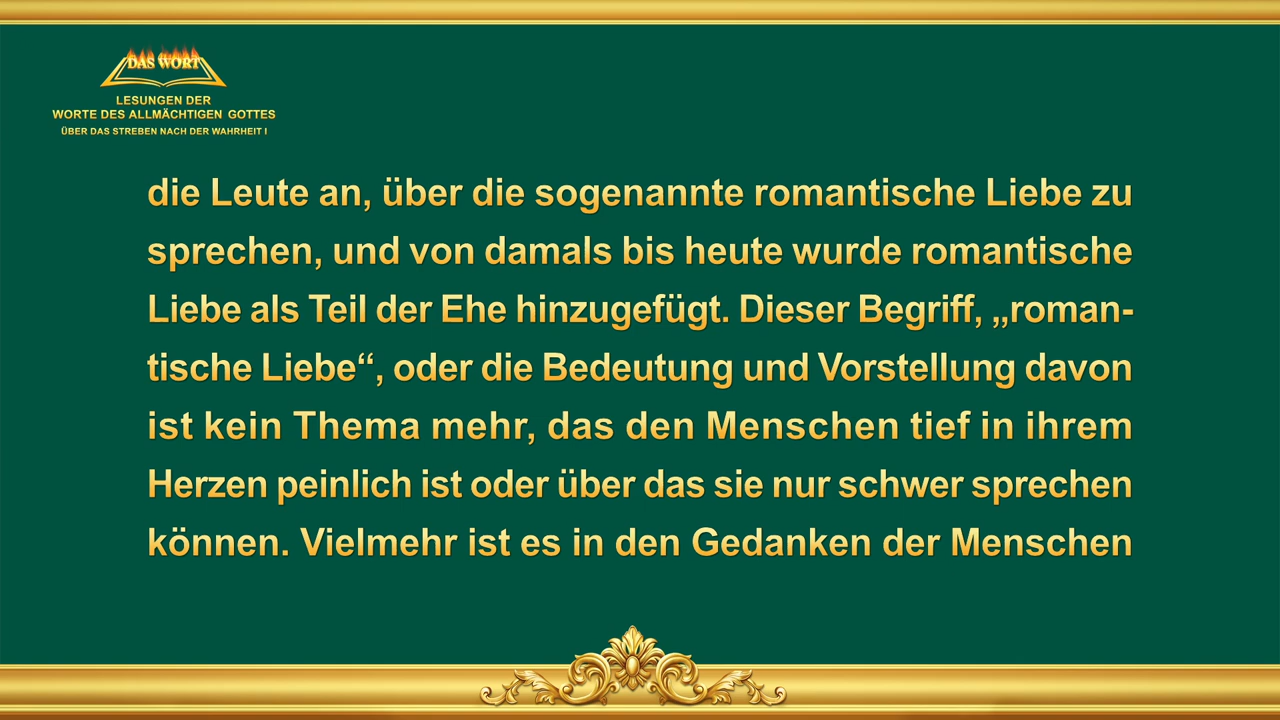 DAS WORT
LESUNGEN DER
WORTE DES ALLMÄCHTIGEN GOTTES
ÜBER DAS STREBEN NACH DER WAHRHEIT I
die Leute an, über die sogenannte romantische Liebe zu
sprechen, und von damals bis heute wurde romantische
Liebe als Teil der Ehe hinzugefügt. Dieser Begriff, „roman-
tische Liebe“, oder die Bedeutung und Vorstellung davon
ist kein Thema mehr, das den Menschen tief in ihrem
Herzen peinlich ist oder über das sie nur schwer sprechen
können. Vielmehr ist es in den Gedanken der Menschen